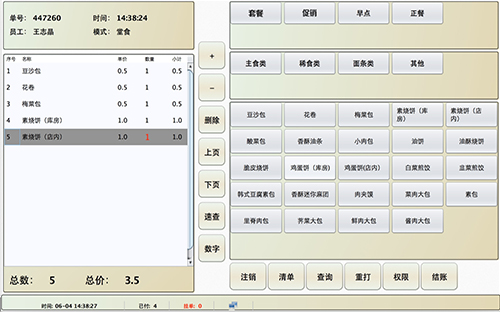 单号： 447260 时间： 14:38:24
员工： 王志晶 模式： 堂食
序号 名称 单价 数量 小计
1 豆沙包 0.5 1 0.5
2 花卷 0.5 1 0.5
3 梅菜包 0.5 1 0.5
4 素烧饼（库房） 1.0 1 1.0
5 素烧饼（店内） 1.0 1 1.0
总数： 5 总价： 3.5
+
−
删除
上页
下页
速查
数字
套餐 促销 早点 正餐
主食类 稀食类 面条类 其他
豆沙包 花卷 梅菜包 素烧饼（库房） 素烧饼（店内）
酸菜包 香酥油条 小肉包 油饼 油酥烧饼
脆皮烧饼 鸡蛋饼（库房） 鸡蛋饼(店内) 白菜煎饺 韭菜煎饺
韩式豆腐素包 香酥迷你麻团 肉夹馍 菜肉大包 素包
里脊肉包 荠菜大包 鲜肉大包 酱肉大包
注销 清单 查询 重打 权限 结账
时间: 06-04 14:38:27 已付: 4 挂单: 0